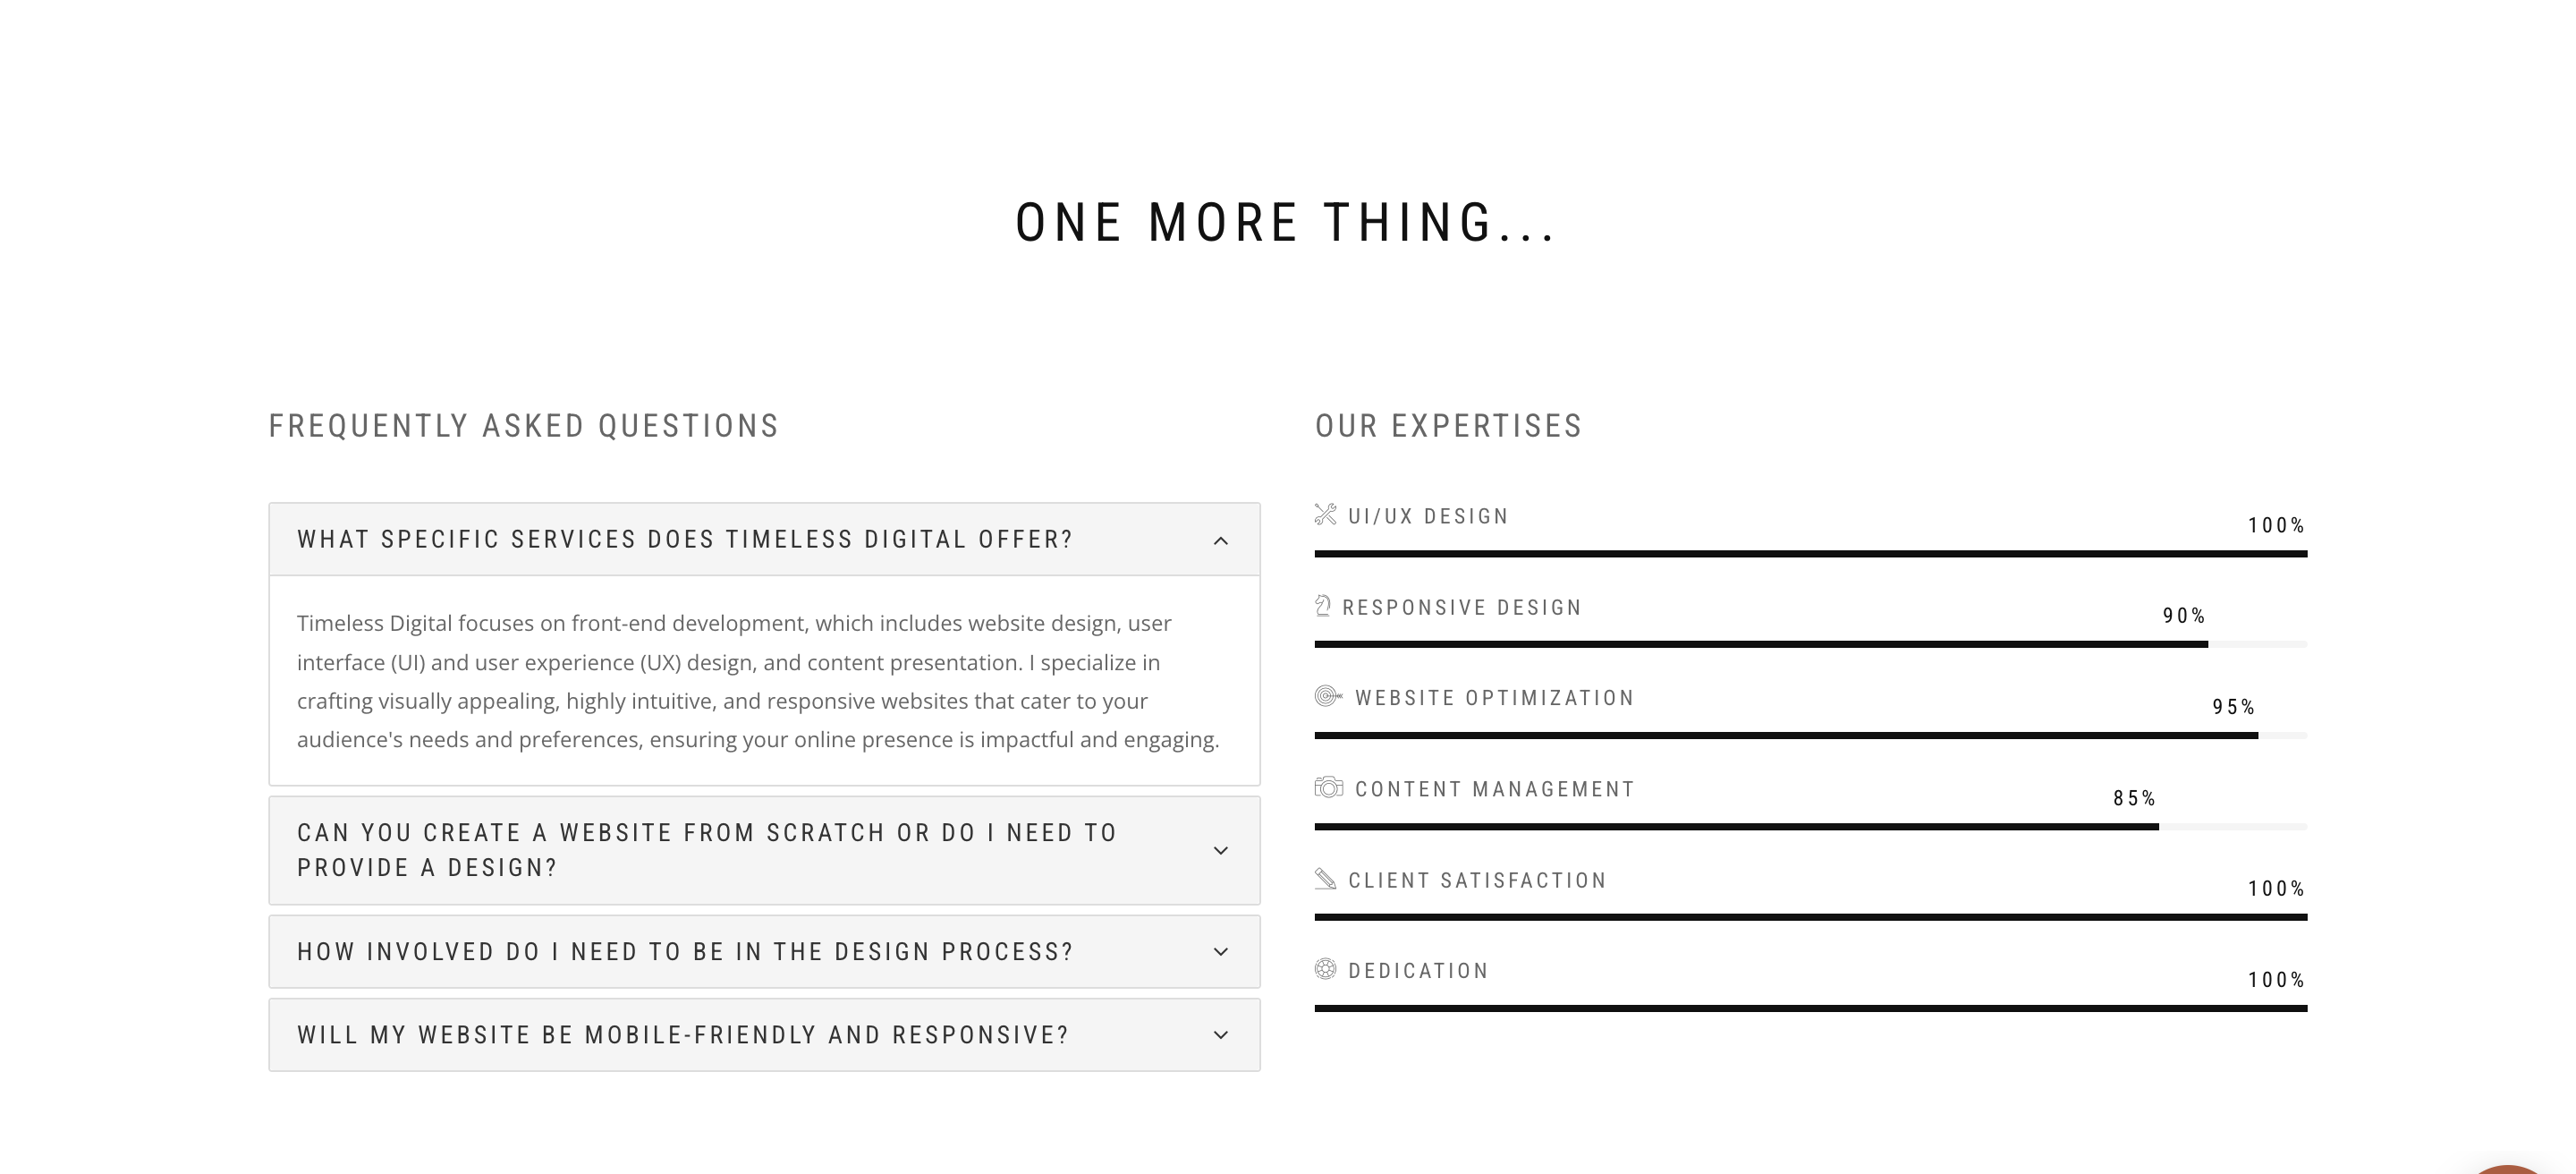 ONE MORE THING...
FREQUENTLY ASKED QUESTIONS
WHAT SPECIFIC SERVICES DOES TIMELESS DIGITAL OFFER?
Timeless Digital focuses on front-end development, which includes website design, user
interface (UI) and user experience (UX) design, and content presentation. I specialize in
crafting visually appealing, highly intuitive, and responsive websites that cater to your
audience's needs and preferences, ensuring your online presence is impactful and engaging.
CAN YOU CREATE A WEBSITE FROM SCRATCH OR DO I NEED TO
PROVIDE A DESIGN?
HOW INVOLVED DO I NEED TO BE IN THE DESIGN PROCESS?
WILL MY WEBSITE BE MOBILE-FRIENDLY AND RESPONSIVE?
OUR EXPERTISES
UI/UX DESIGN
100%
RESPONSIVE DESIGN
90%
WEBSITE OPTIMIZATION
95%
CONTENT MANAGEMENT
85%
CLIENT SATISFACTION
100%
DEDICATION
100%